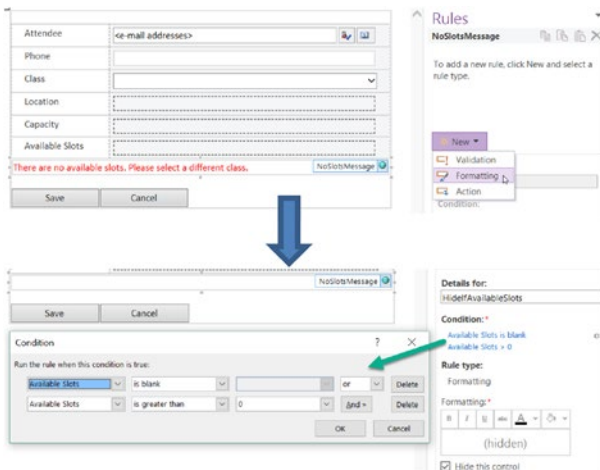 Rules
NoSlotsMessage
To add a new rule, click New and select a
rule type.
Attendee
<e-mail addresses>
Phone
Class
Location
Capacity
Available Slots
There are no available slots. Please select a different class.
NoSlotsMessage
Save
Cancel
New
Validation
Formatting
Action
Condition:
NoSlotsMessage
Save
Cancel
Condition
?
Run the rule when this condition is true:
Available Slots is blank or Delete
Available Slots is greater than 0 And » Delete
OK Cancel
Details for:
HideIfAvailableSlots
Condition:*
Available Slots is blank
Available Slots > 0
Rule type:
Formatting
Formatting:*
B I U abc A
(hidden)
Hide this control